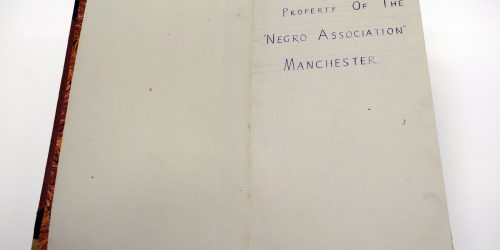 PROPERTY OF THE
"NEGRO ASSOCIATION"
MANCHESTER